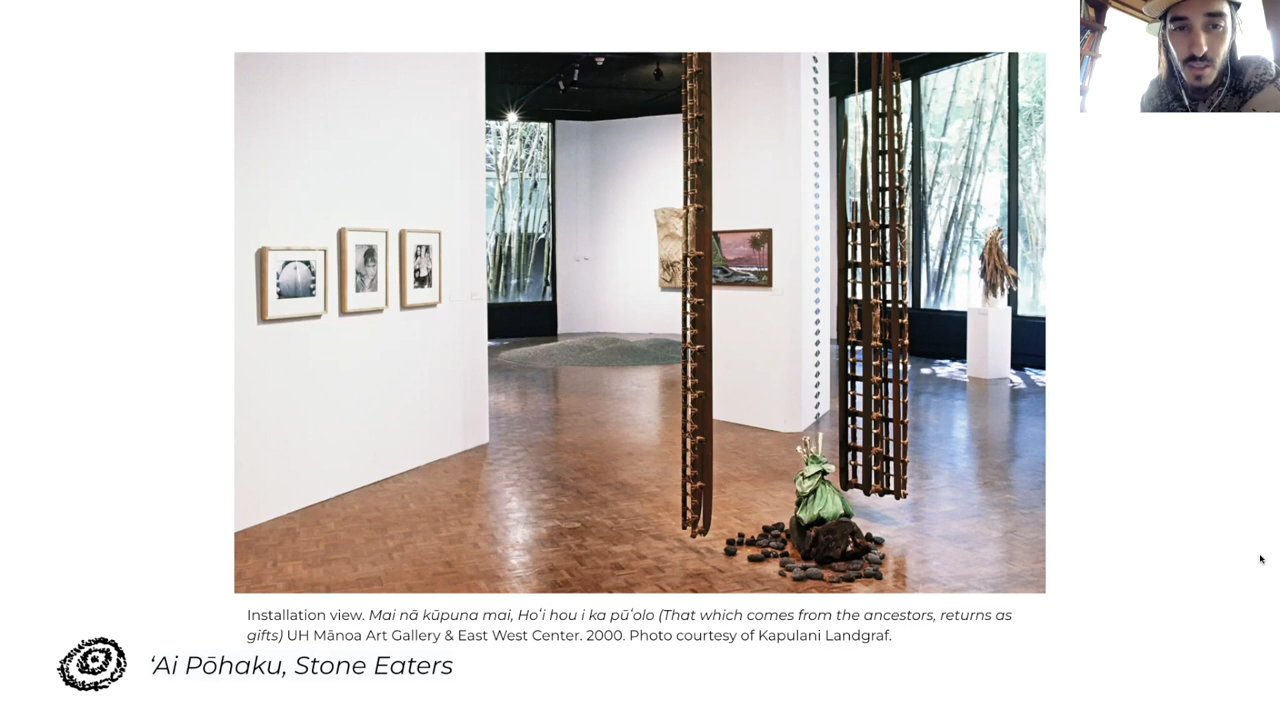 Installation view. Mai nā kūpuna mai, Hoʻi hou i ka pūʻolo (That which comes from the ancestors, returns as
gifts) UH Mānoa Art Gallery & East West Center. 2000. Photo courtesy of Kapulani Landgraf.
ʻAi Pōhaku, Stone Eaters